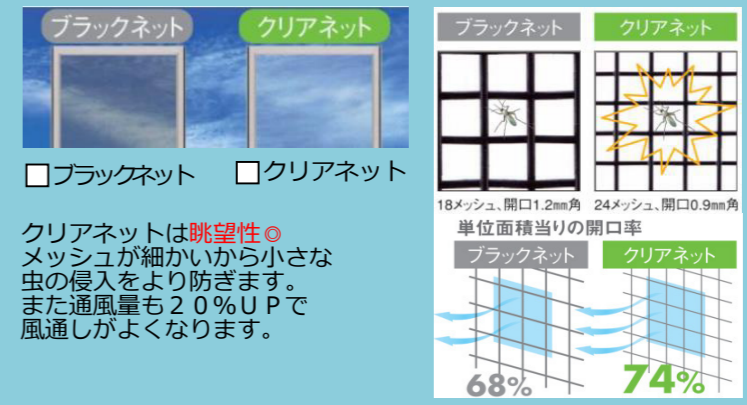 ブラックネット クリアネット
□ブラックネット □クリアネット
クリアネットは眺望性◎
メッシュが細かいから小さな
虫の侵入をより防ぎます。
また通風量も20%UPで
風通しがよくなります。
ブラックネット クリアネット
18メッシュ、開口1.2mm角 24メッシュ、開口0.9mm角
単位面積当りの開口率
ブラックネット クリアネット
68% 74%